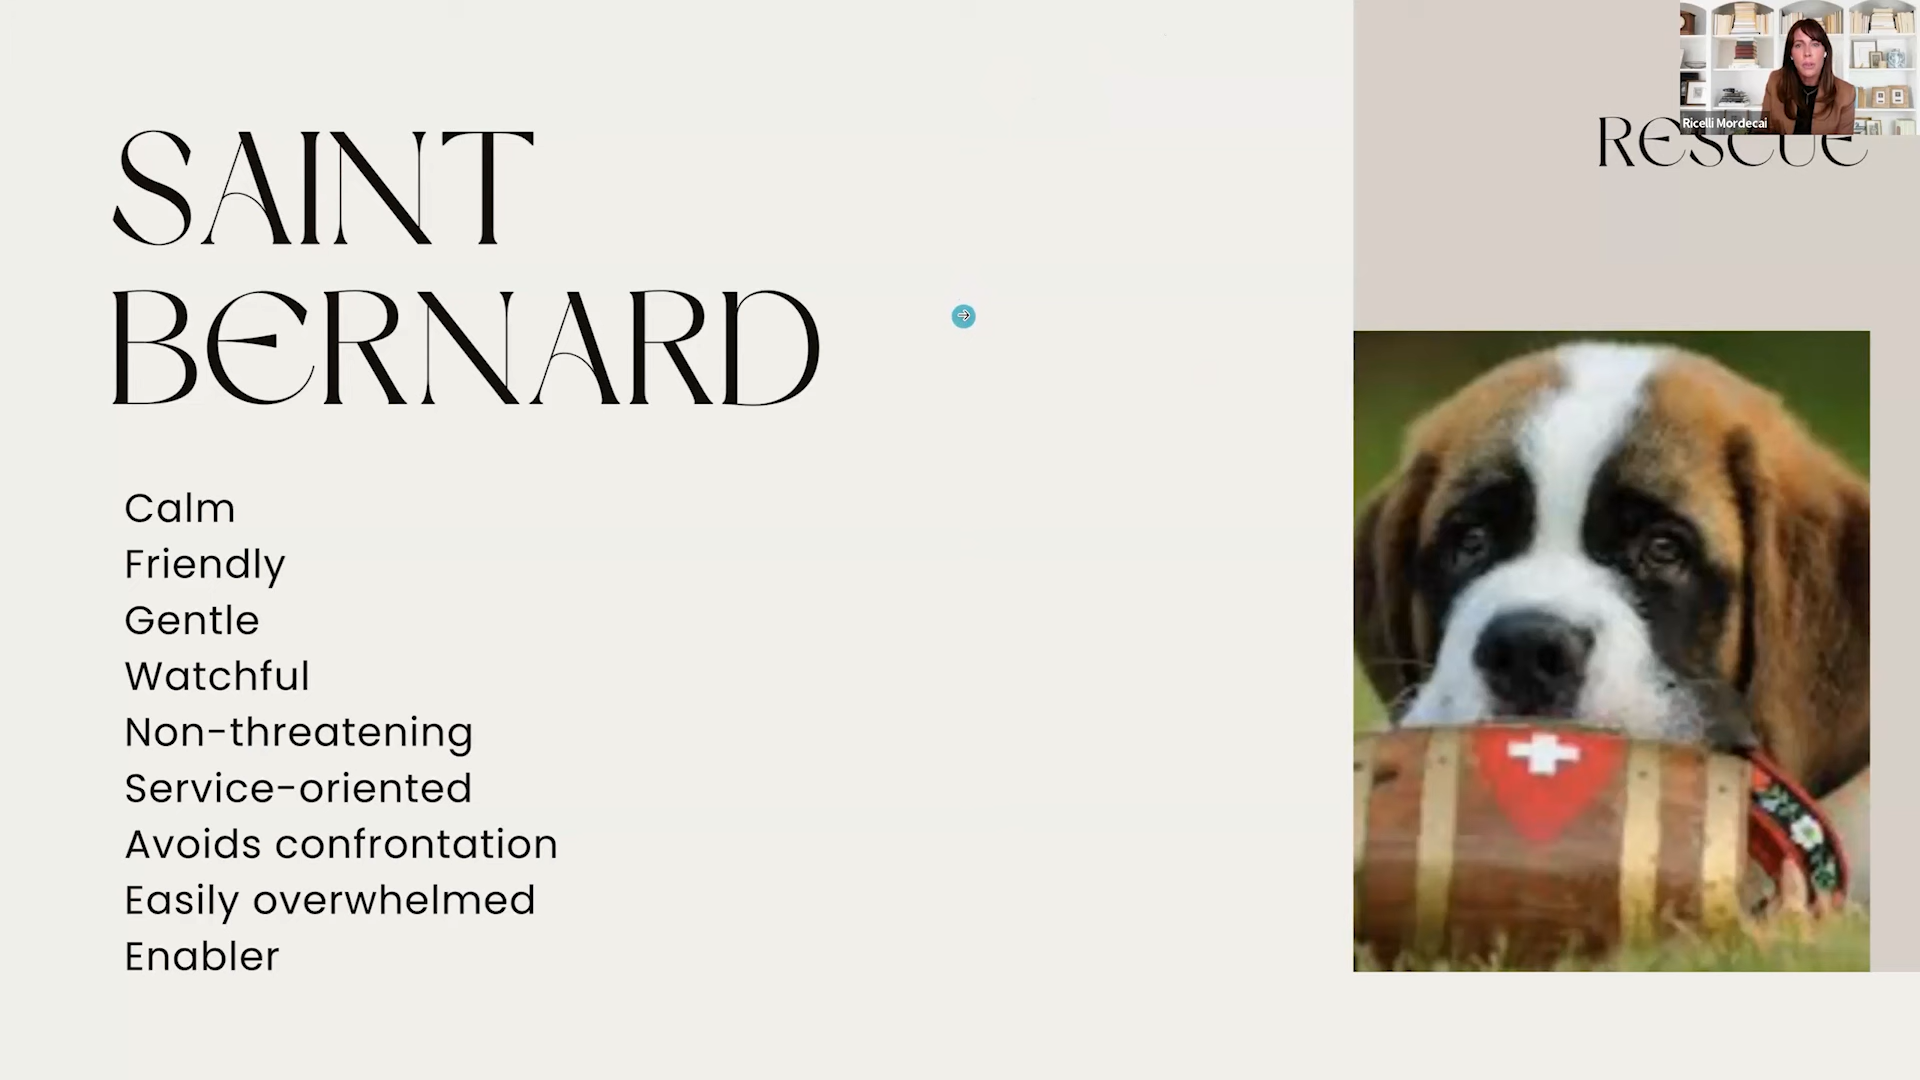 SAINT
BERNARD
Calm
Friendly
Gentle
Watchful
Non-threatening
Service-oriented
Avoids confrontation
Easily overwhelmed
Enabler
Ricelli Mordecai
RESCUE